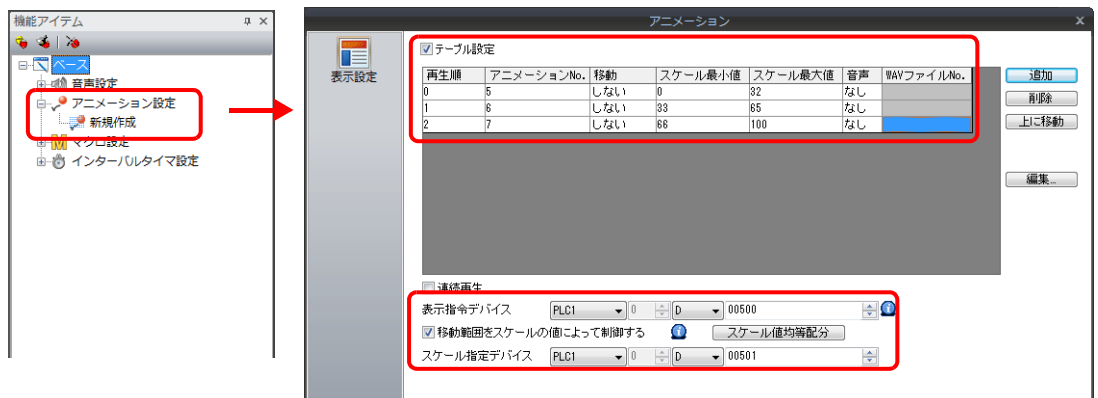 機能アイテム
ベース
音声設定
アニメーション設定
新規作成
マクロ設定
インターバルタイマ設定
アニメーション
表示設定
テーブル設定
再生順 アニメーションNo. 移動 スケール最小値 スケール最大値 音声 WAVファイルNo.
0 5 しない 0 32 なし
1 6 しない 33 65 なし
2 7 しない 66 100 なし
追加
削除
上に移動
編集...
連続再生
表示指令デバイス PLC1 0 D 00500
移動範囲をスケールの値によって制御する スケール値均等配分
スケール指定デバイス PLC1 0 D 00501